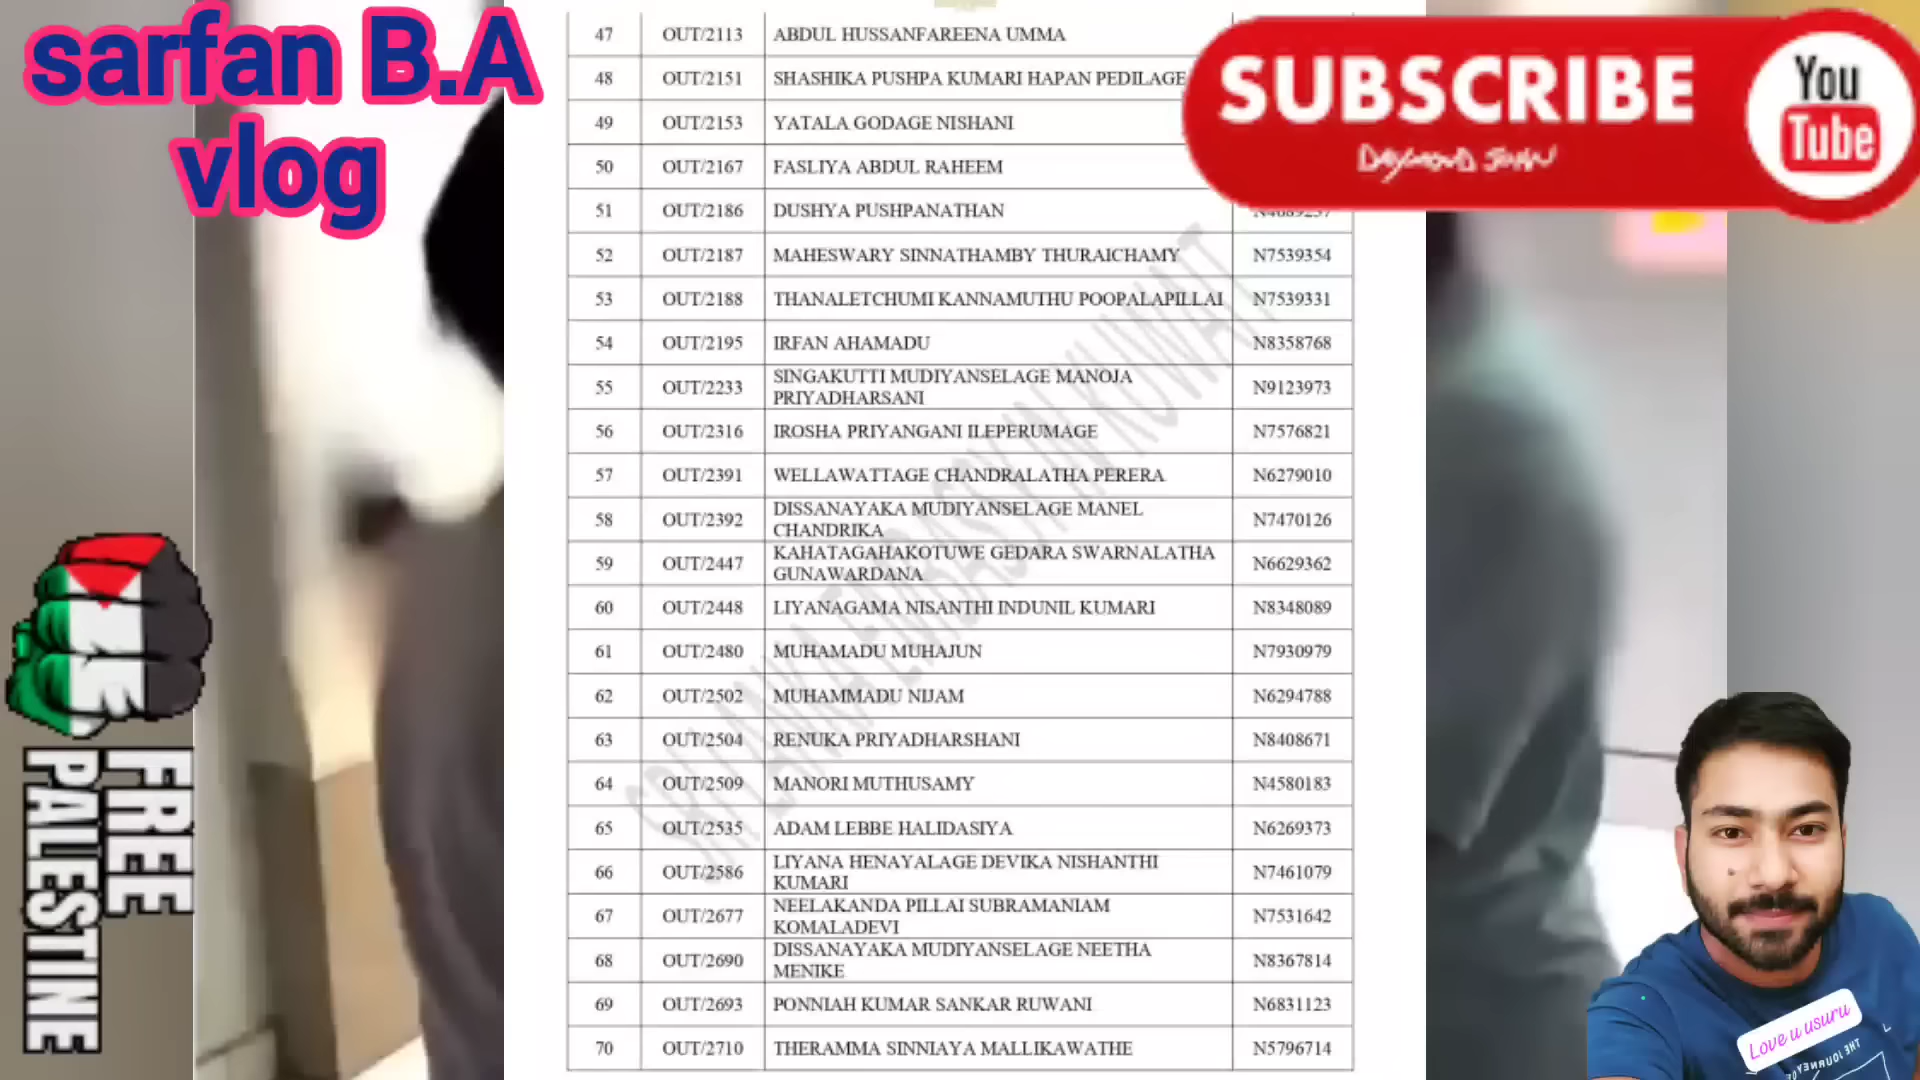 sarfan B.A
vlog
SUBSCRIBE
You
Tube
47 OUT/2113 ABDUL HUSSANFAREENA UMMA
48 OUT/2151 SHASHIKA PUSHPA KUMARI HAPAN PEDILAGE
49 OUT/2153 YATALA GODAGE NISHANI
50 OUT/2167 FASLIYA ABDUL RAHEEM
51 OUT/2186 DUSHYA PUSHPANATHAN
52 OUT/2187 MAHESWARY SINNATHAMBY THURAICHAMY N7539354
53 OUT/2188 THANALETCHUMI KANNAMUTHU POOPALAPILLAI N7539331
54 OUT/2195 IRFAN AHAMADU N8358768
55 OUT/2233 SINGAKUTTI MUDIYANSELAGE MANOJA
PRIYADHARSANI N9123973
56 OUT/2316 IROSHA PRIYANGANI ILEPERUMAGE N7576821
57 OUT/2391 WELLAWATTAGE CHANDRALATHA PERERA N6279010
58 OUT/2392 DISSANAYAKA MUDIYANSELAGE MANEL
CHANDRIKA N7470126
59 OUT/2447 KAHATAGAHAKOTUWE GEDARA SWARNALATHA
GUNAWARDANA N6629362
60 OUT/2448 LIYANAGAMA NISANTHI INDUNIL KUMARI N8348089
61 OUT/2480 MUHAMADU MUHAJUN N7930979
62 OUT/2502 MUHAMMADU NIJAM N6294788
63 OUT/2504 RENUKA PRIYADHARSHANI N8408671
64 OUT/2509 MANORI MUTHUSAMY N4580183
65 OUT/2535 ADAM LEBBE HALIDASIYA N6269373
66 OUT/2586 LIYANA HENAYALAGE DEVIKA NISHANTHI
KUMARI N7461079
67 OUT/2677 NEELAKANDA PILLAI SUBRAMANIAM
KOMALADEVI N7531642
68 OUT/2690 DISSANAYAKA MUDIYANSELAGE NEETHA
MENIKE N8367814
69 OUT/2693 PONNIAH KUMAR SANKAR RUWANI N6831123
70 OUT/2710 THERAMMA SINNIAYA MALLIKAWATHE N5796714
SRI LANKA EMBASSY IN KUWAIT
FREE
PALESTINE
Love u usuru
THE JOURNEY